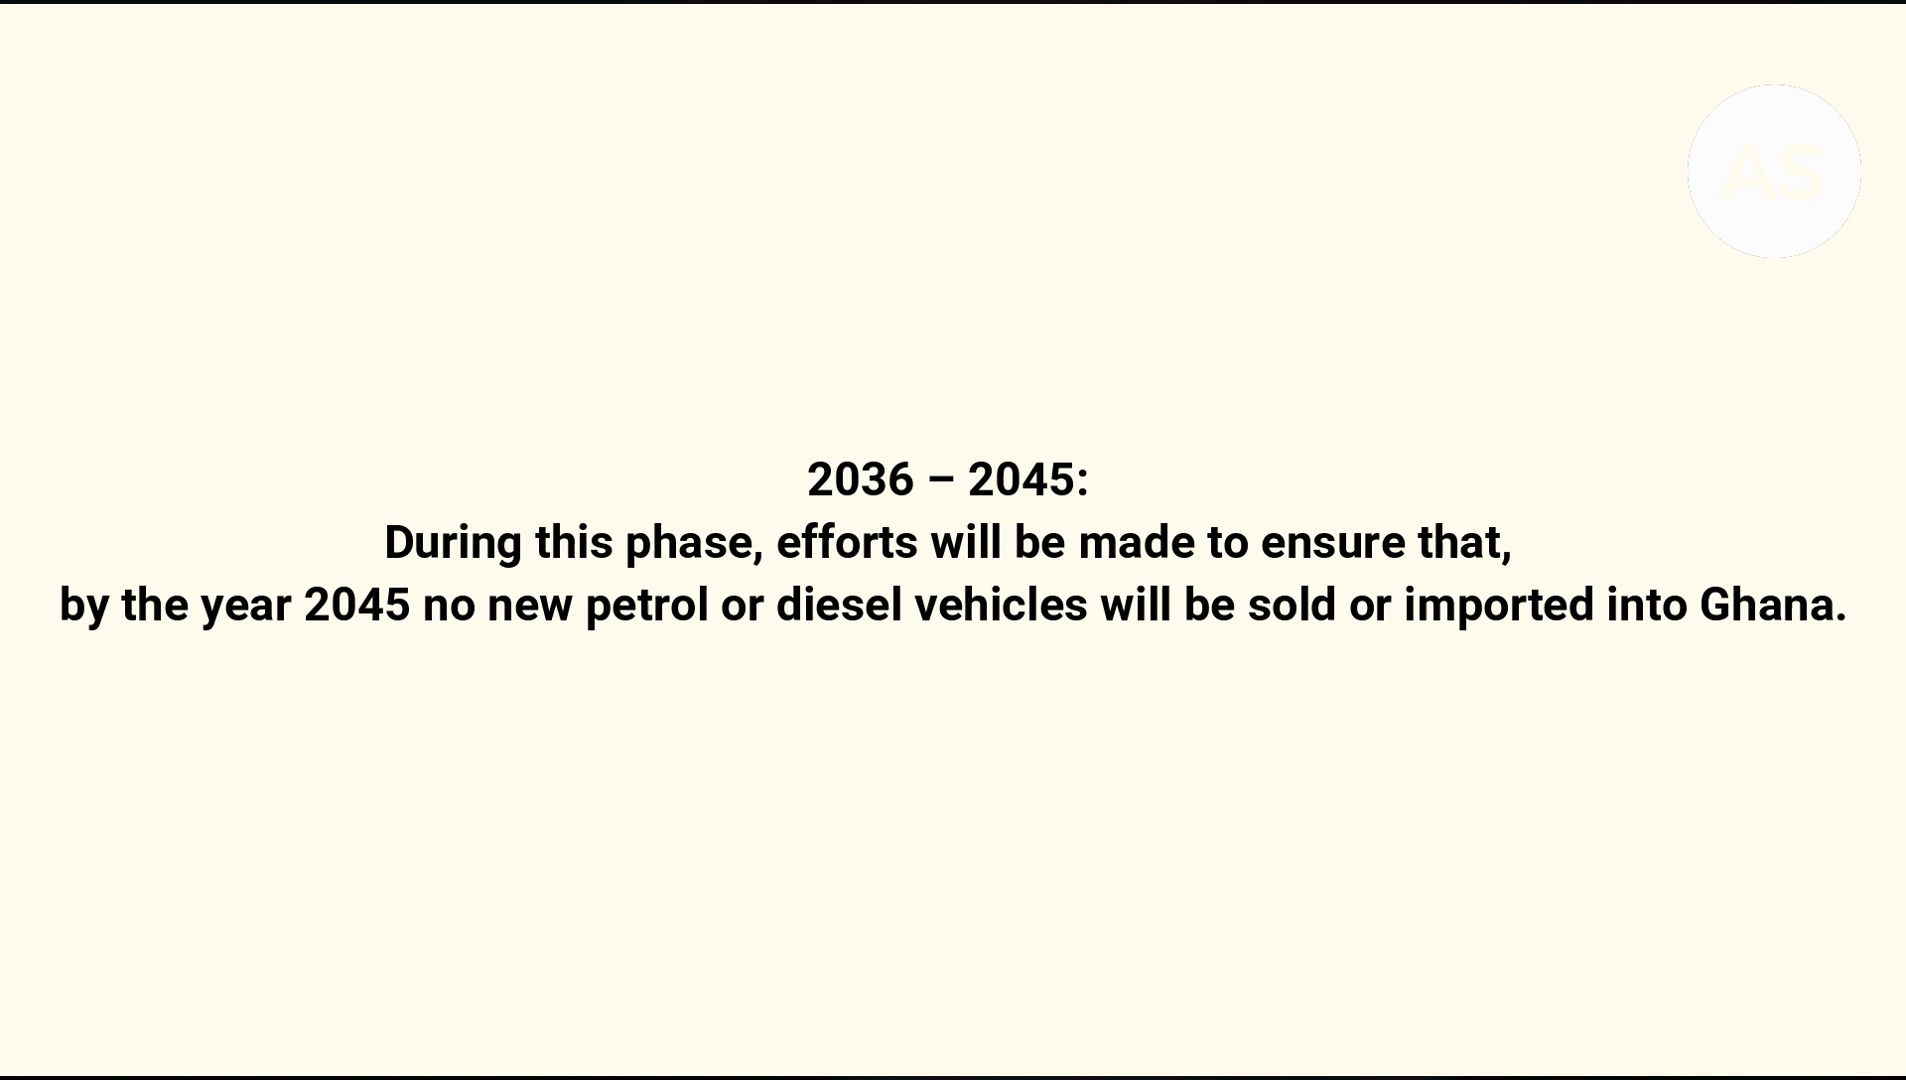 AS
2036 – 2045:
During this phase, efforts will be made to ensure that,
by the year 2045 no new petrol or diesel vehicles will be sold or imported into Ghana.